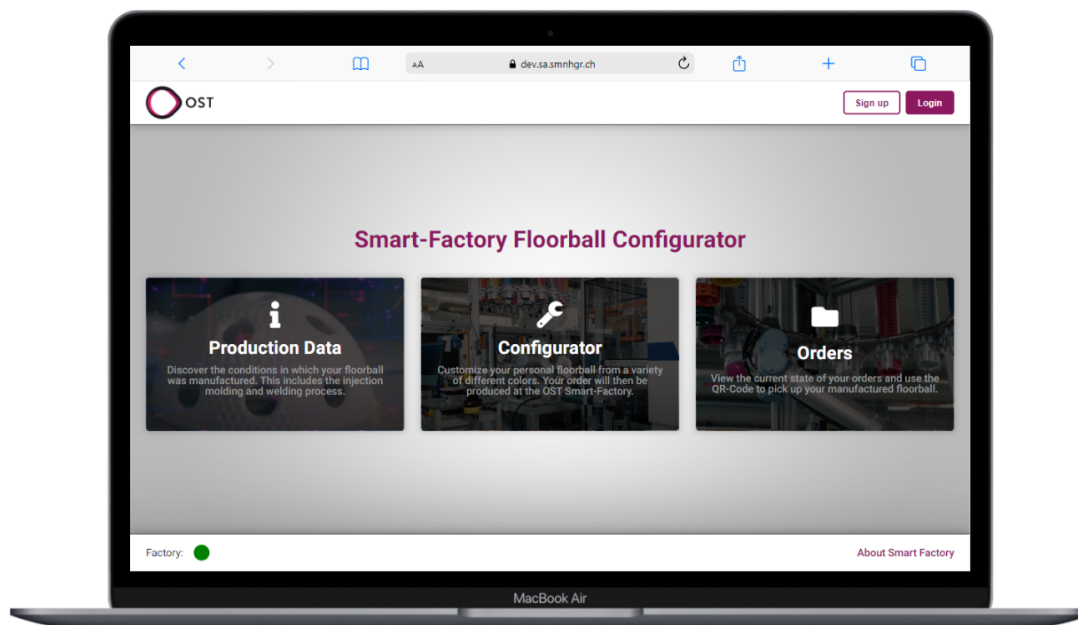 AA
dev.sa.smnhgr.ch
OST
Sign up
Login
Smart-Factory Floorball Configurator
Production Data
Discover the conditions in which your floorball
was manufactured. This includes the injection
molding and welding process.
Configurator
Customize your personal floorball from a variety
of different colors. Your order will then be
produced at the OST Smart-Factory.
Orders
View the current state of your orders and use the
QR-Code to pick up your manufactured floorball.
Factory:
About Smart Factory
MacBook Air